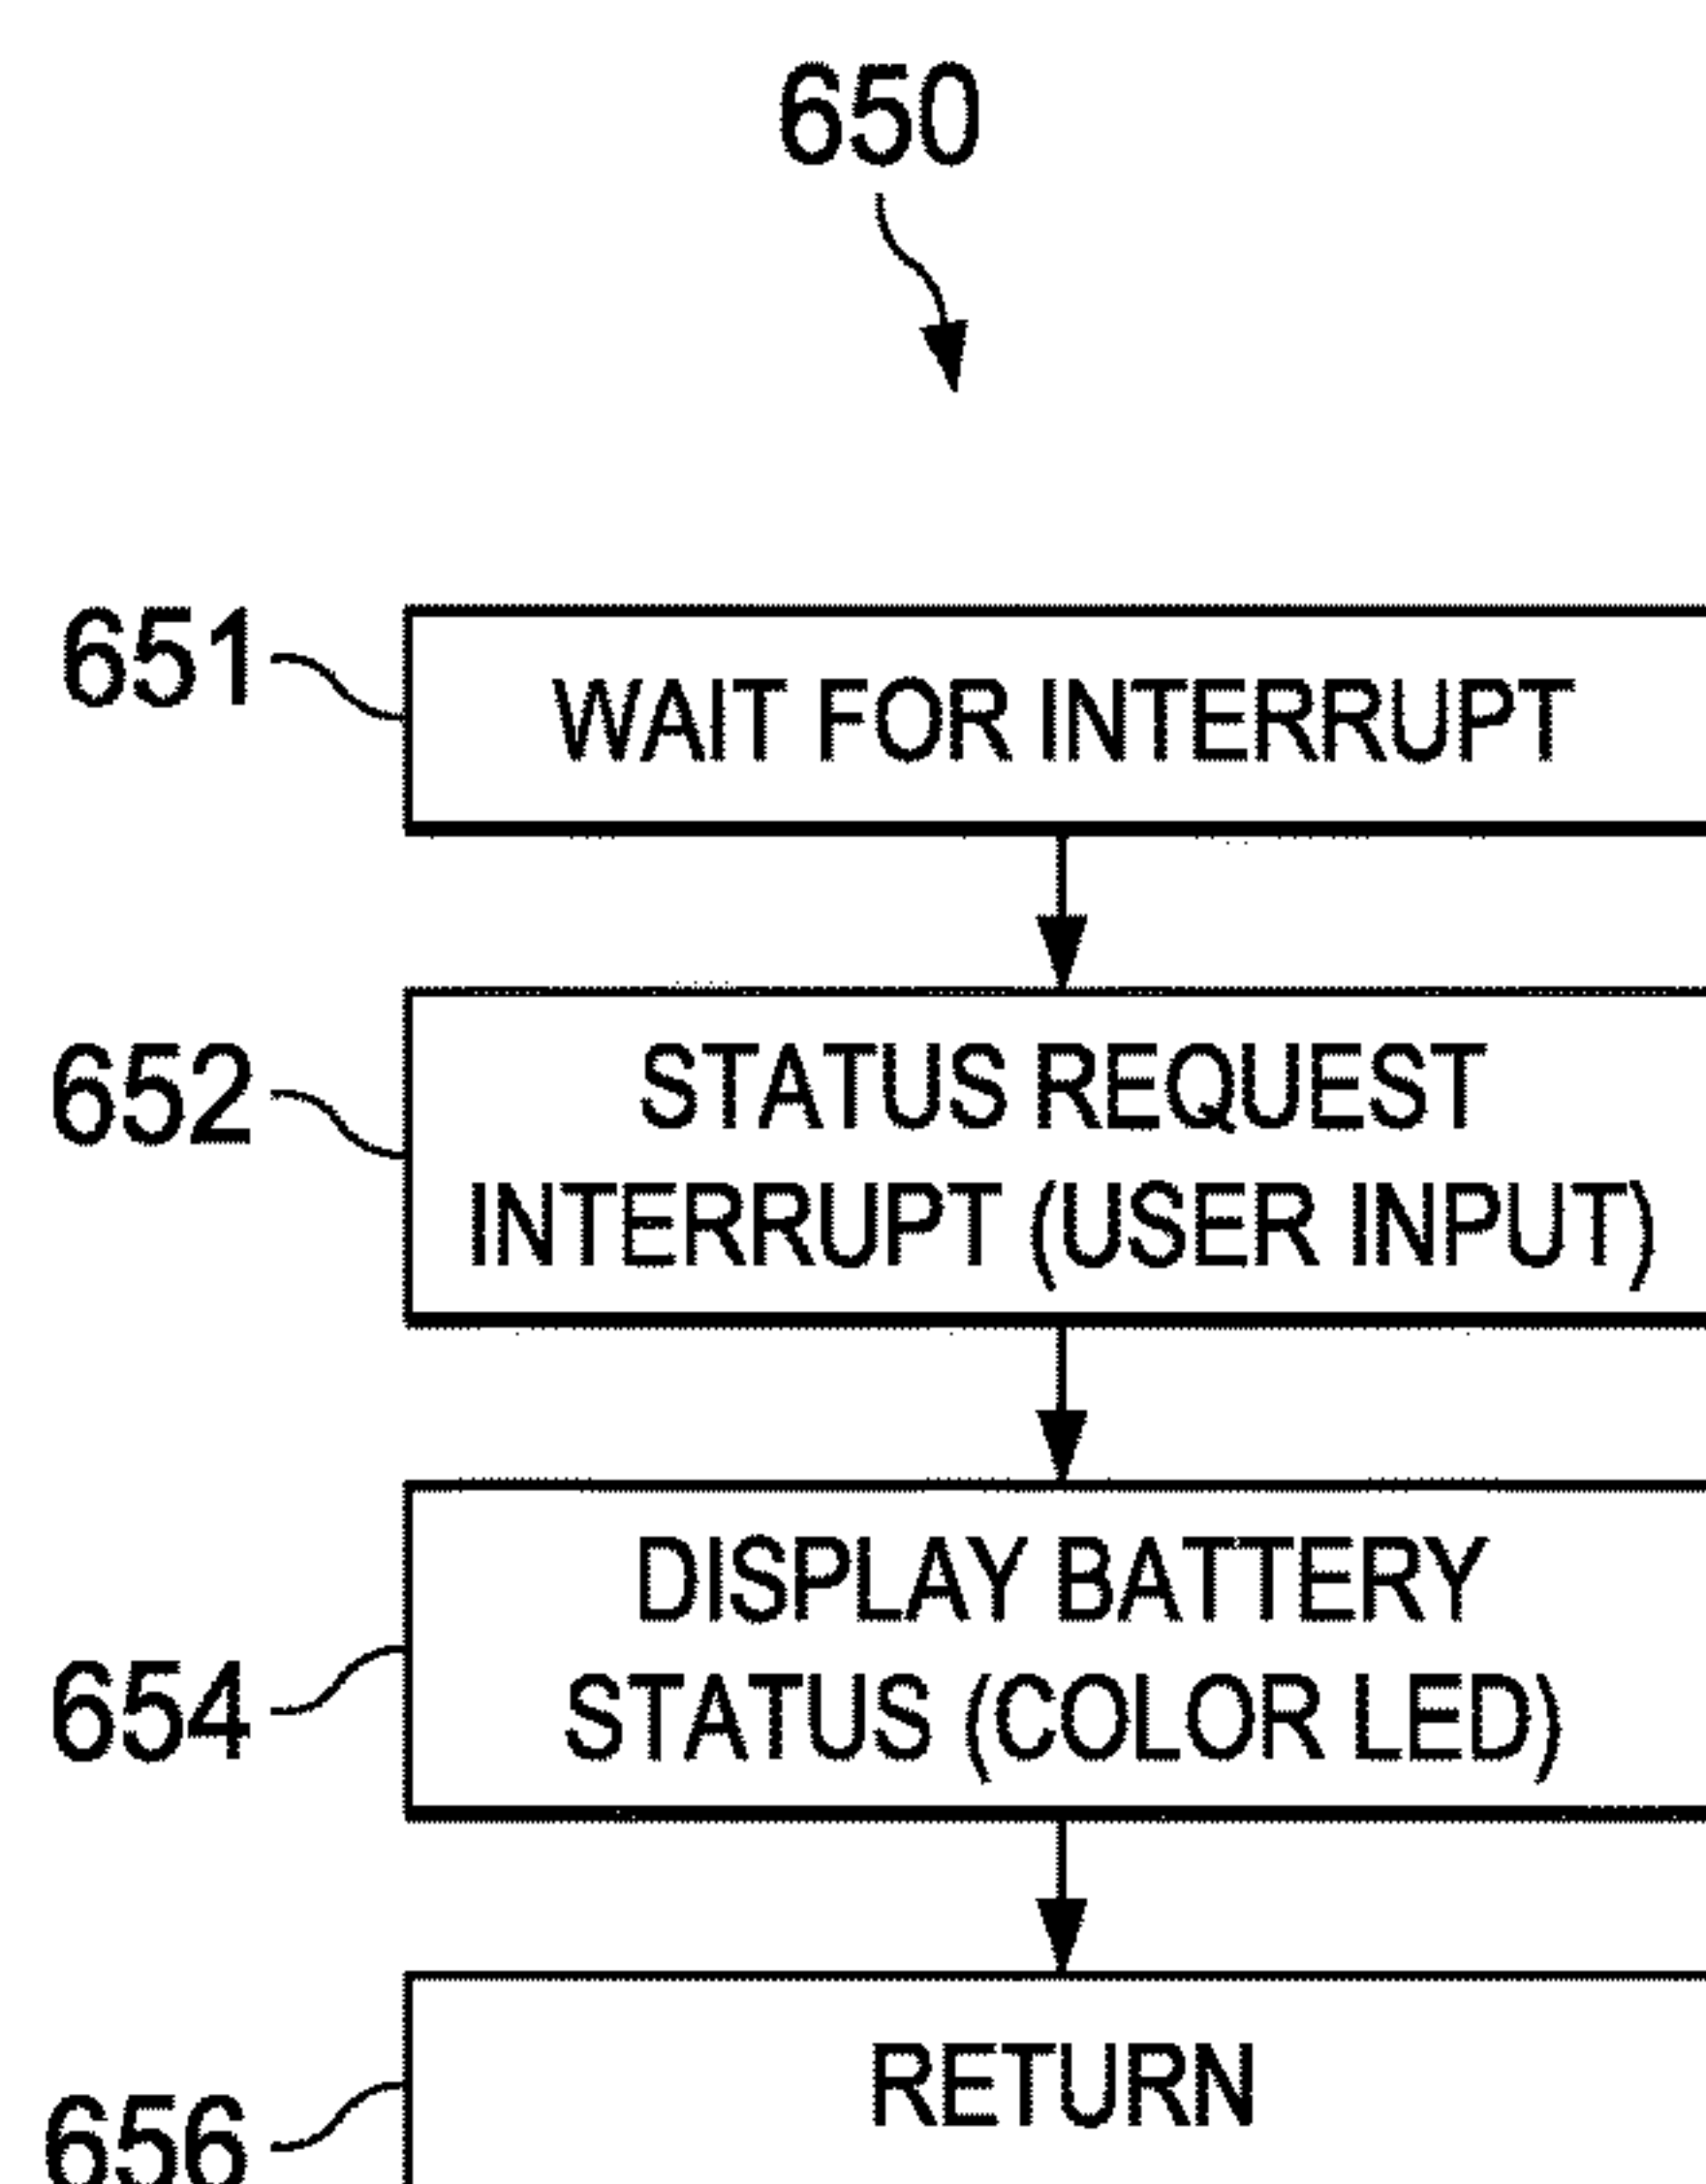 650
651
WAIT FOR INTERRUPT
652
STATUS REQUEST
INTERRUPT (USER INPUT)
654
DISPLAY BATTERY
STATUS (COLOR LED)
656
RETURN